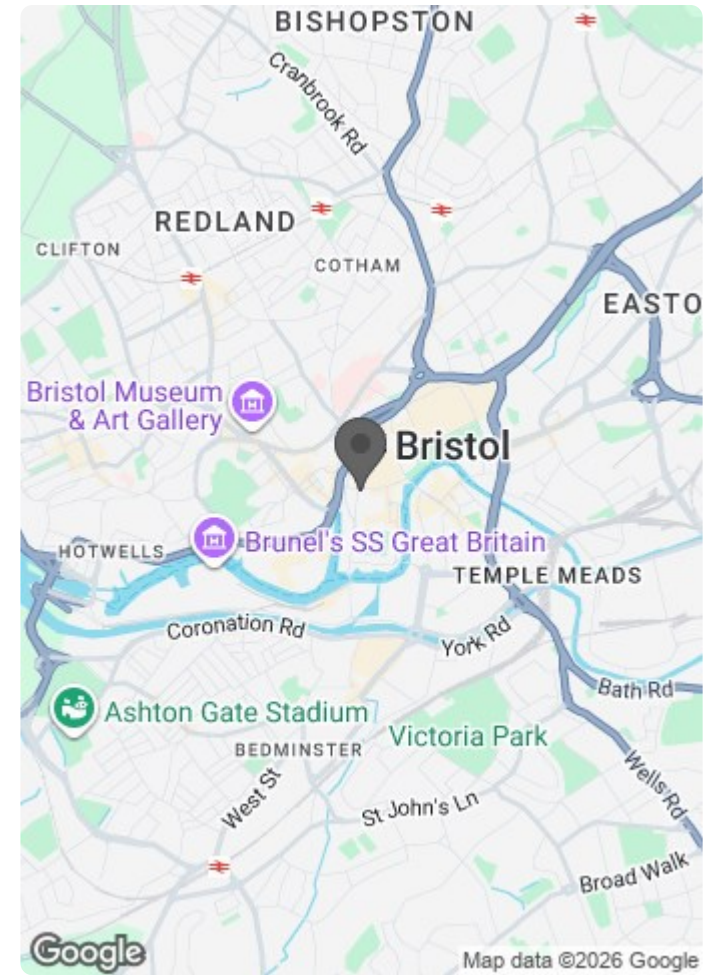 BISHOPSTON
Cranbrook Rd
REDLAND
CLIFTON
COTHAM
EASTO
Bristol Museum
& Art Gallery
Bristol
HOTWELLS
Brunel's SS Great Britain
TEMPLE MEADS
Coronation Rd
York Rd
Bath Rd
Ashton Gate Stadium
Victoria Park
BEDMINSTER
West St
St John's Ln
Wells Rd
Broad Walk
Google
Map data ©2026 Google